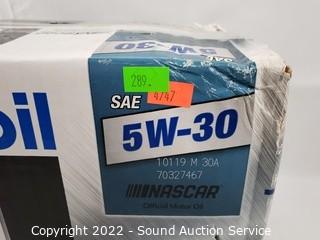 SAE
5W-30
289.
4747
SAE
5W-30
oil
10119 M 30A
70327467
NASCAR
Official Motor Oil
Copyright 2022 - Sound Auction Service